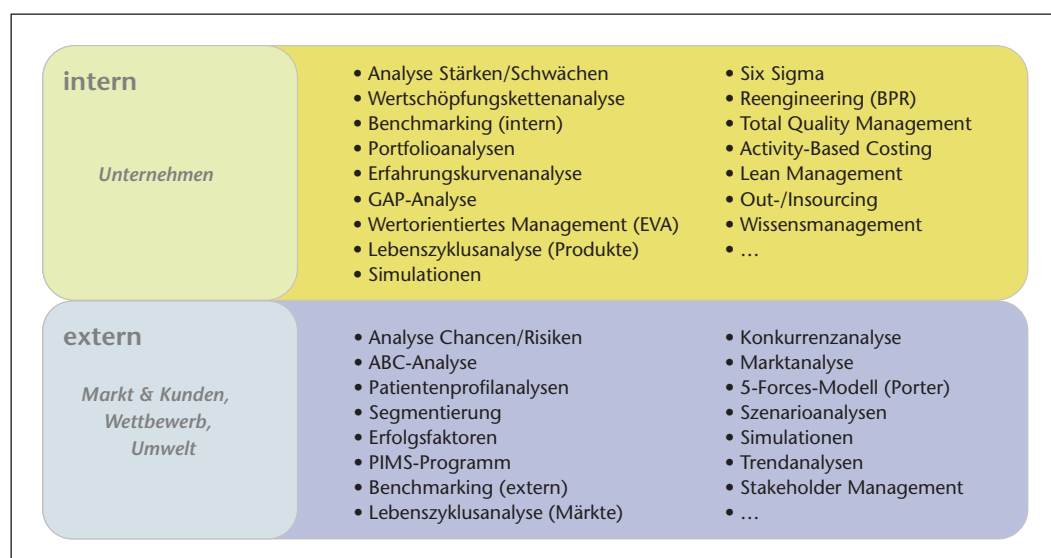 intern
Unternehmen
• Analyse Stärken/Schwächen
• Wertschöpfungskettenanalyse
• Benchmarking (intern)
• Portfolioanalysen
• Erfahrungskurvenanalyse
• GAP-Analyse
• Wertorientiertes Management (EVA)
• Lebenszyklusanalyse (Produkte)
• Simulationen
• Six Sigma
• Reengineering (BPR)
• Total Quality Management
• Activity-Based Costing
• Lean Management
• Out-/Insourcing
• Wissensmanagement
• …
extern
Markt & Kunden,
Wettbewerb,
Umwelt
• Analyse Chancen/Risiken
• ABC-Analyse
• Patientenprofilanalysen
• Segmentierung
• Erfolgsfaktoren
• PIMS-Programm
• Benchmarking (extern)
• Lebenszyklusanalyse (Märkte)
• Konkurrenzanalyse
• Marktanalyse
• 5-Forces-Modell (Porter)
• Szenarioanalysen
• Simulationen
• Trendanalysen
• Stakeholder Management
• …